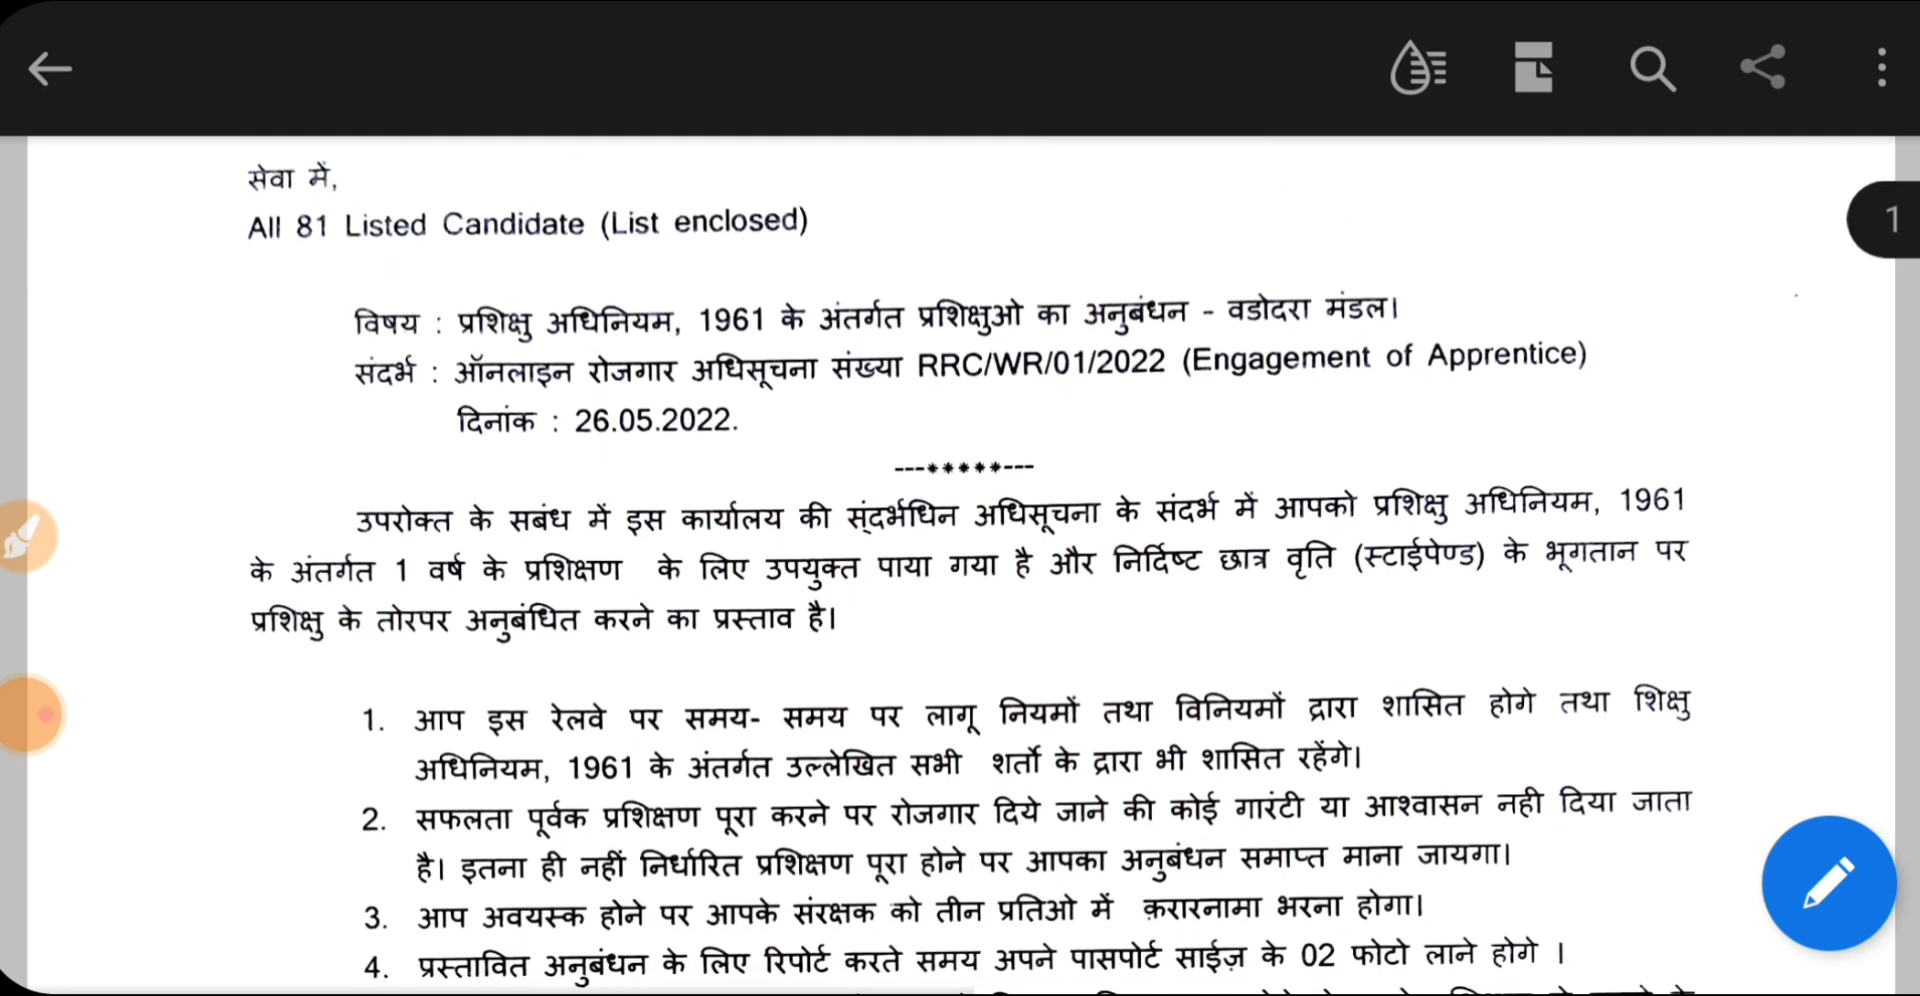 सेवा में,
All 81 Listed Candidate (List enclosed)
1
विषय : प्रशिक्षु अधिनियम, 1961 के अंतर्गत प्रशिक्षुओ का अनुबंधन - वडोदरा मंडल।
संदर्भ : ऑनलाइन रोजगार अधिसूचना संख्या RRC/WR/01/2022 (Engagement of Apprentice)
दिनांक : 26.05.2022.
---*****---
उपरोक्त के सबंध में इस कार्यालय की स्ंदर्भधिन अधिसूचना के संदर्भ में आपको प्रशिक्षु अधिनियम, 1961
के अंतर्गत 1 वर्ष के प्रशिक्षण के लिए उपयुक्त पाया गया है और निर्दिष्ट छात्र वृति (स्टाईपेण्ड) के भूगतान पर
प्रशिक्षु के तोरपर अनुबंधित करने का प्रस्ताव है।
1. आप इस रेलवे पर समय- समय पर लागू नियमों तथा विनियमों द्रारा शासित होगे तथा शिक्षु
अधिनियम, 1961 के अंतर्गत उल्लेखित सभी शर्तो के द्रारा भी शासित रहेंगे।
2. सफलता पूर्वक प्रशिक्षण पूरा करने पर रोजगार दिये जाने की कोई गारंटी या आश्वासन नही दिया जाता
है। इतना ही नहीं निर्धारित प्रशिक्षण पूरा होने पर आपका अनुबंधन समाप्त माना जायगा।
3. आप अवयस्क होने पर आपके संरक्षक को तीन प्रतिओ में क़रारनामा भरना होगा।
4. प्रस्तावित अनुबंधन के लिए रिपोर्ट करते समय अपने पासपोर्ट साईज़ के 02 फोटो लाने होगे ।